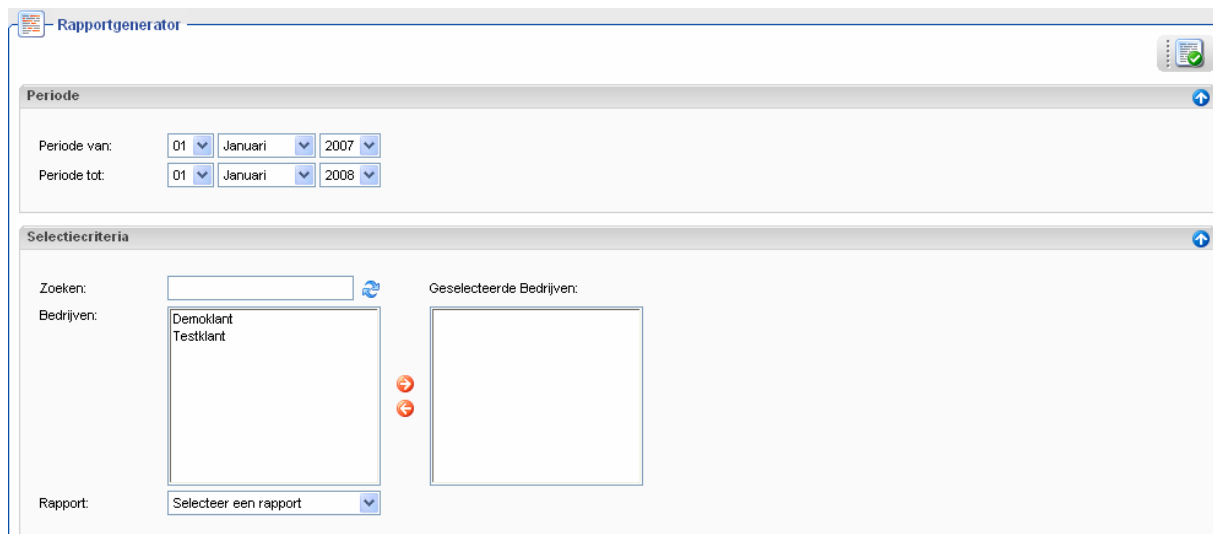 Rapportgenerator
Periode
Periode van: 01 Januari 2007
Periode tot: 01 Januari 2008
Selectiecriteria
Zoeken: Geselecteerde Bedrijven:
Bedrijven: Demoklant
Testklant
Rapport: Selecteer een rapport